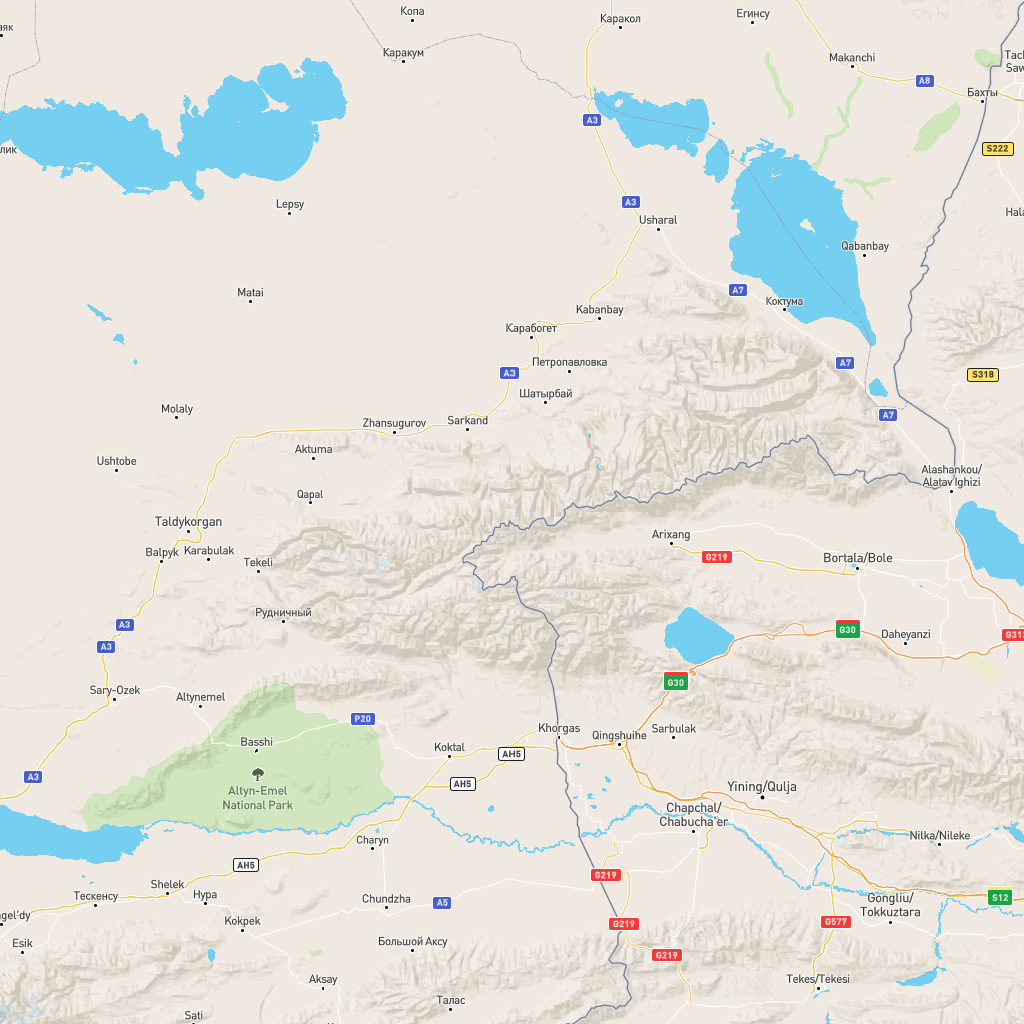 Копа
Каракол
Егинсу
аяк
Каракум
Makanchi
Tach
Saw
A8
Бахты
A3
S222
лик
Lepsy
A3
Usharal
Hala
Qabanbay
Matai
A7
Коктума
Kabanbay
Карабогет
Петропавловка
A7
A3
S318
Шатырбай
Molaly
Zhansugurov
Sarkand
A7
Aktuma
Ushtobe
Alashankou/
Alatav Ighizi
Qapal
Taldykorgan
Arixang
Balpyk
Karabulak
Tekeli
G219
Bortala/Bole
Рудничный
A3
G30
Daheyanzi
G312
A3
G30
Sary-Ozek
Altynemel
P20
Khorgas
Qingshuihe
Sarbulak
Basshi
Koktal
AH5
A3
AH5
Altyn-Emel
National Park
Yining/Qulja
Chapchal/
Chabucha'er
Charyn
Nilka/Nileke
AH5
G219
Shelek
Тескенсу
Нура
Chundzha
A5
S12
Gongliu/
Tokkuztara
ngel'dy
Kokpek
G219
G577
Esik
Большой Аксу
G219
Aksay
Tekes/Tekesi
Талас
Sati